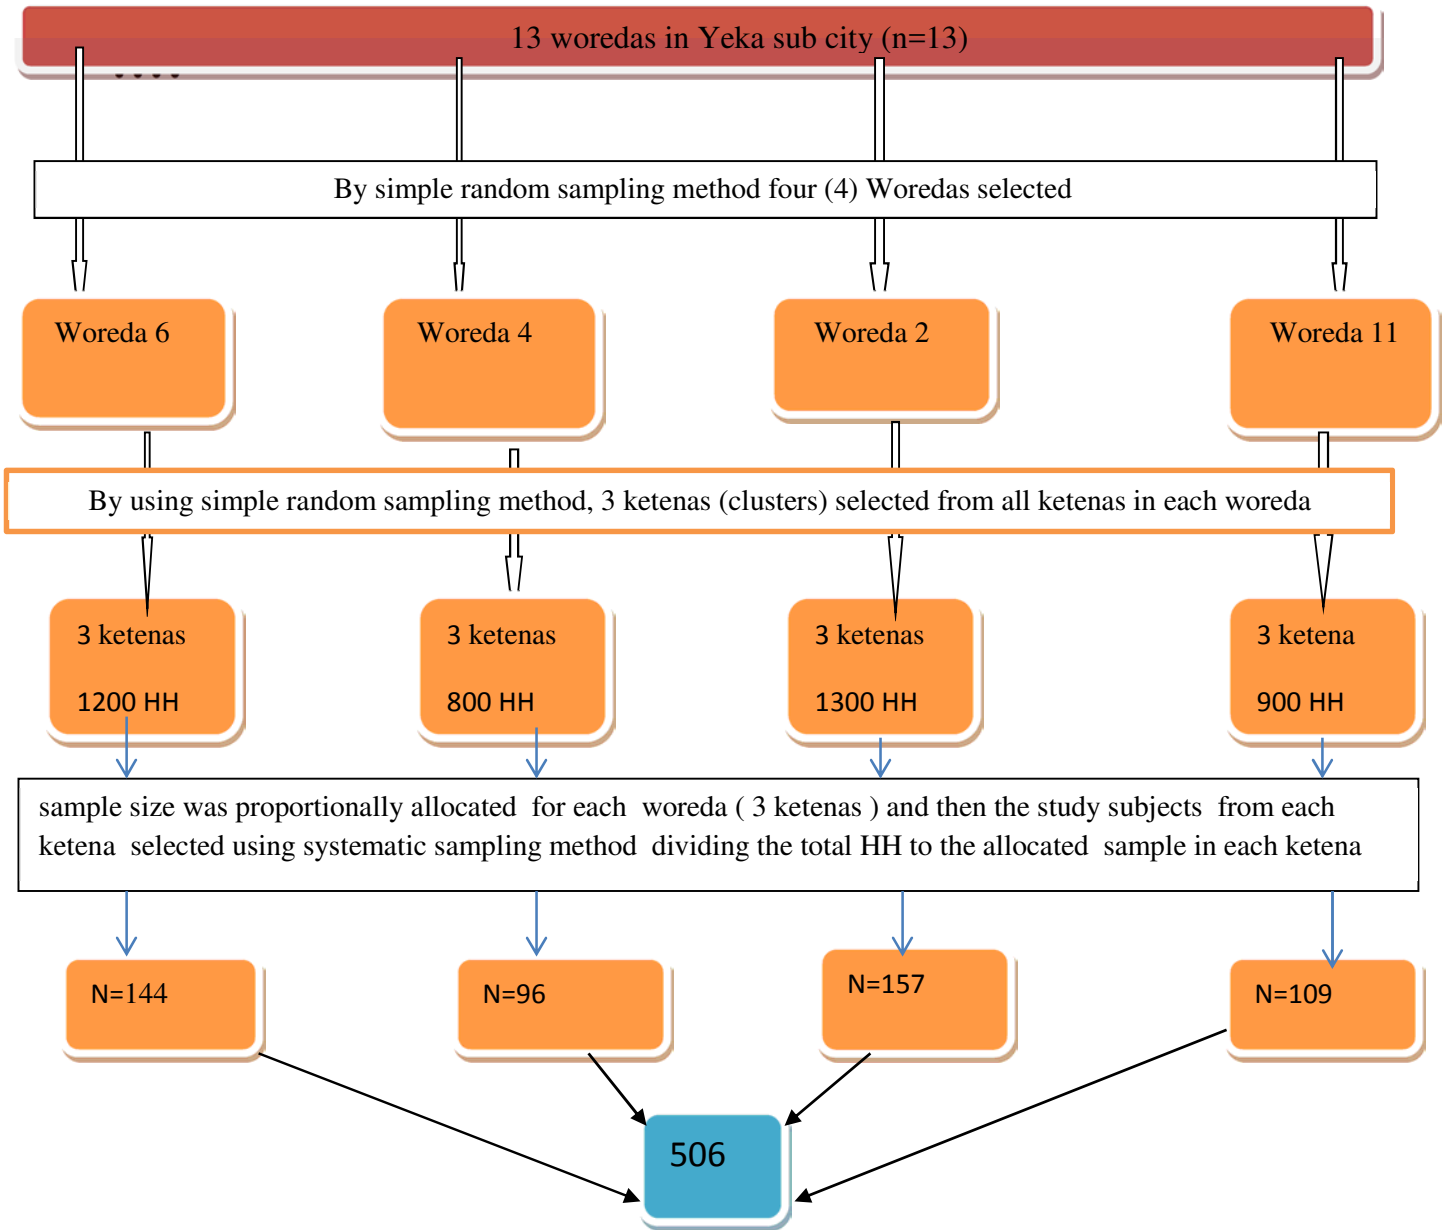 13 woredas in Yeka sub city (n=13)
By simple random sampling method four (4) Woredas selected
Woredа 6
Woreda 4
Woreda 2
Woreda 11
By using simple random sampling method, 3 ketenas (clusters) selected from all ketenas in each woreda
3 ketenas
1200 HH
3 ketenas
800 HH
3 ketenas
1300 HH
3 ketena
900 HH
sample size was proportionally allocated for each woreda ( 3 ketenas ) and then the study subjects from each
ketena selected using systematic sampling method dividing the total HH to the allocated sample in each ketena
N=144
N=96
N=157
N=109
506